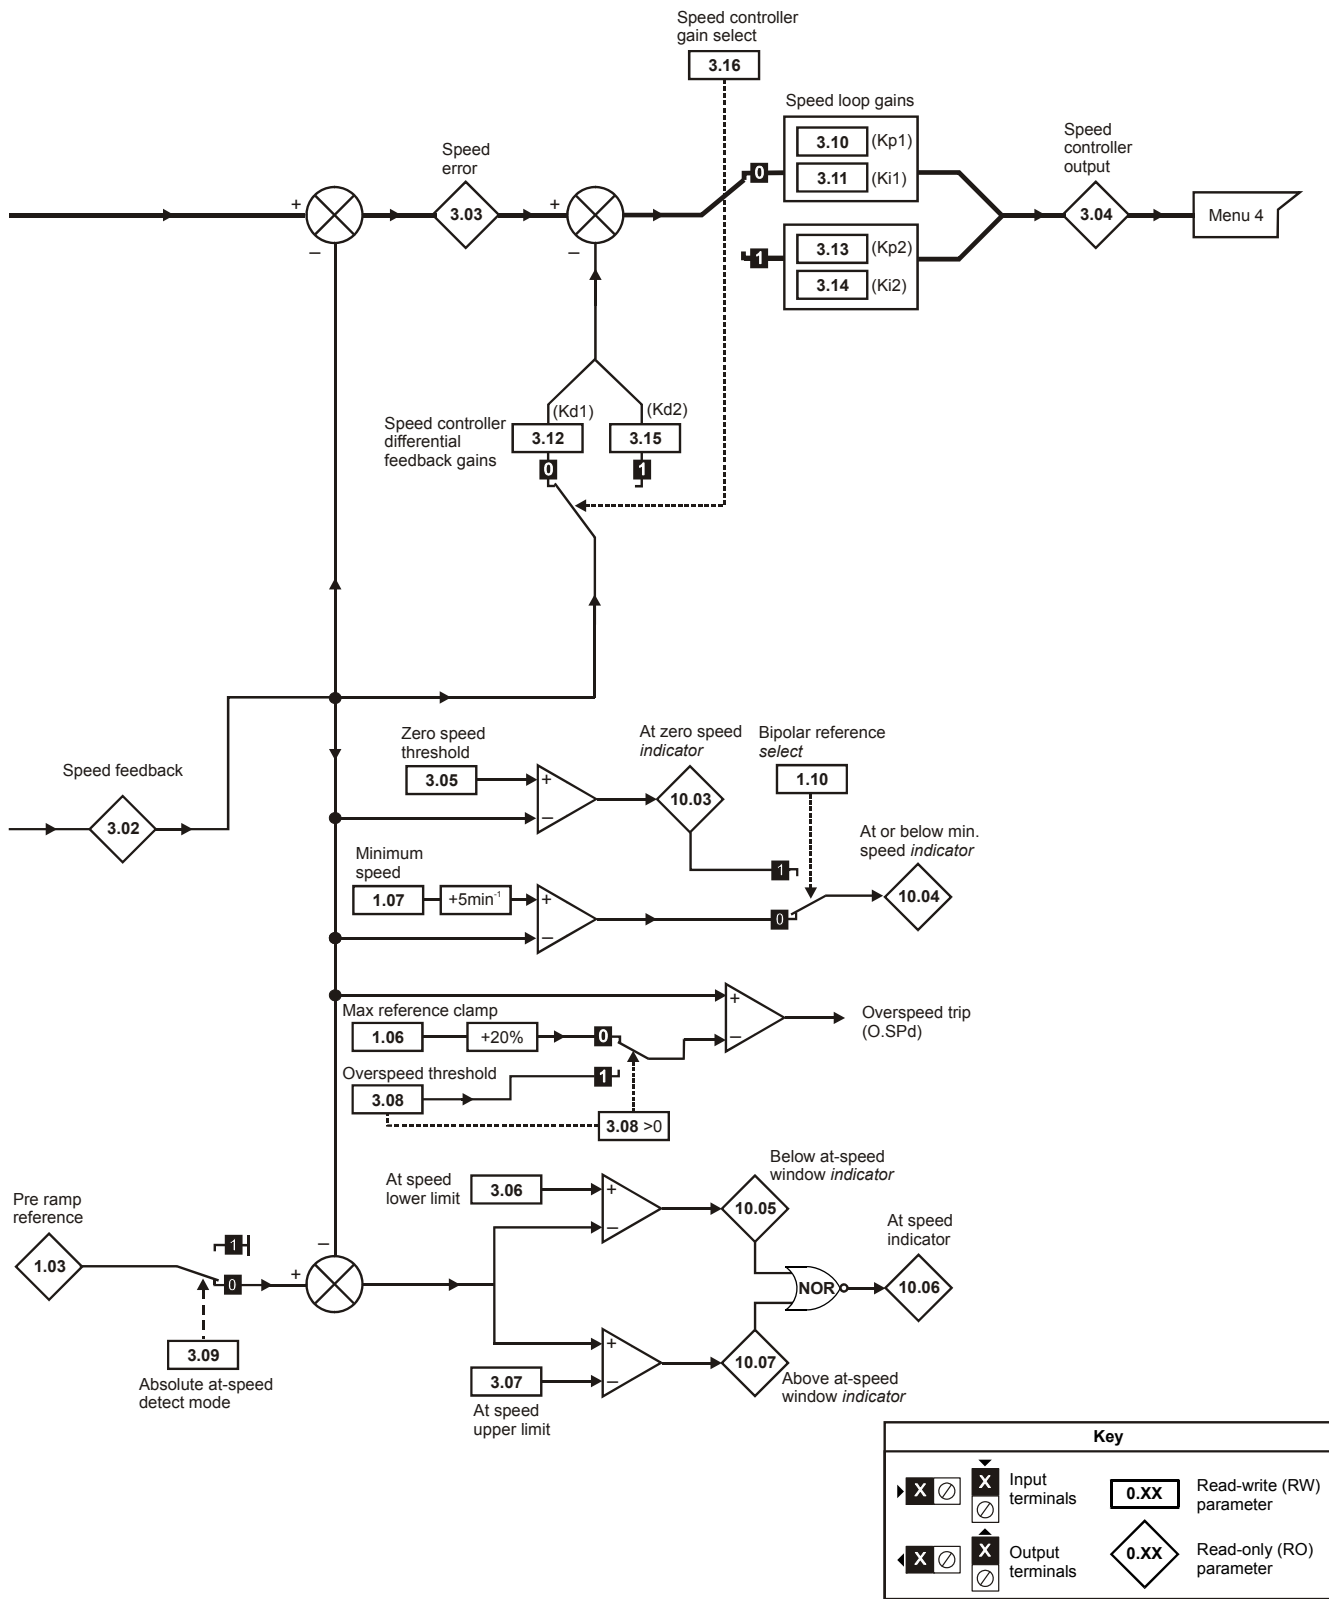 Speed controller
gain select
3.16
Speed loop gains
3.10 (Kp1)
3.11 (Ki1)
0
Speed
error
3.03
+
–
+
–
Speed
controller
output
3.04
Menu 4
1
3.13 (Kp2)
3.14 (Ki2)
(Kd1)
(Kd2)
Speed controller
differential
feedback gains
3.12
3.15
0
1
Speed feedback
3.02
Zero speed
threshold
3.05
+
–
At zero speed
indicator
10.03
Bipolar reference
select
1.10
Minimum
speed
1.07
+5min-1
+
–
1
0
At or below min.
speed indicator
10.04
Max reference clamp
1.06
+20%
0
+
–
Overspeed trip
(O.SPd)
Overspeed threshold
3.08
1
3.08 >0
Pre ramp
reference
1.03
1
0
+
–
3.09
Absolute at-speed
detect mode
At speed
lower limit
3.06
+
–
Below at-speed
window indicator
10.05
NOR
At speed
indicator
10.06
3.07
+
–
At speed
upper limit
10.07
Above at-speed
window indicator
Key
X
X
Input
terminals
0.XX
Read-write (RW)
parameter
X
X
Output
terminals
0.XX
Read-only (RO)
parameter